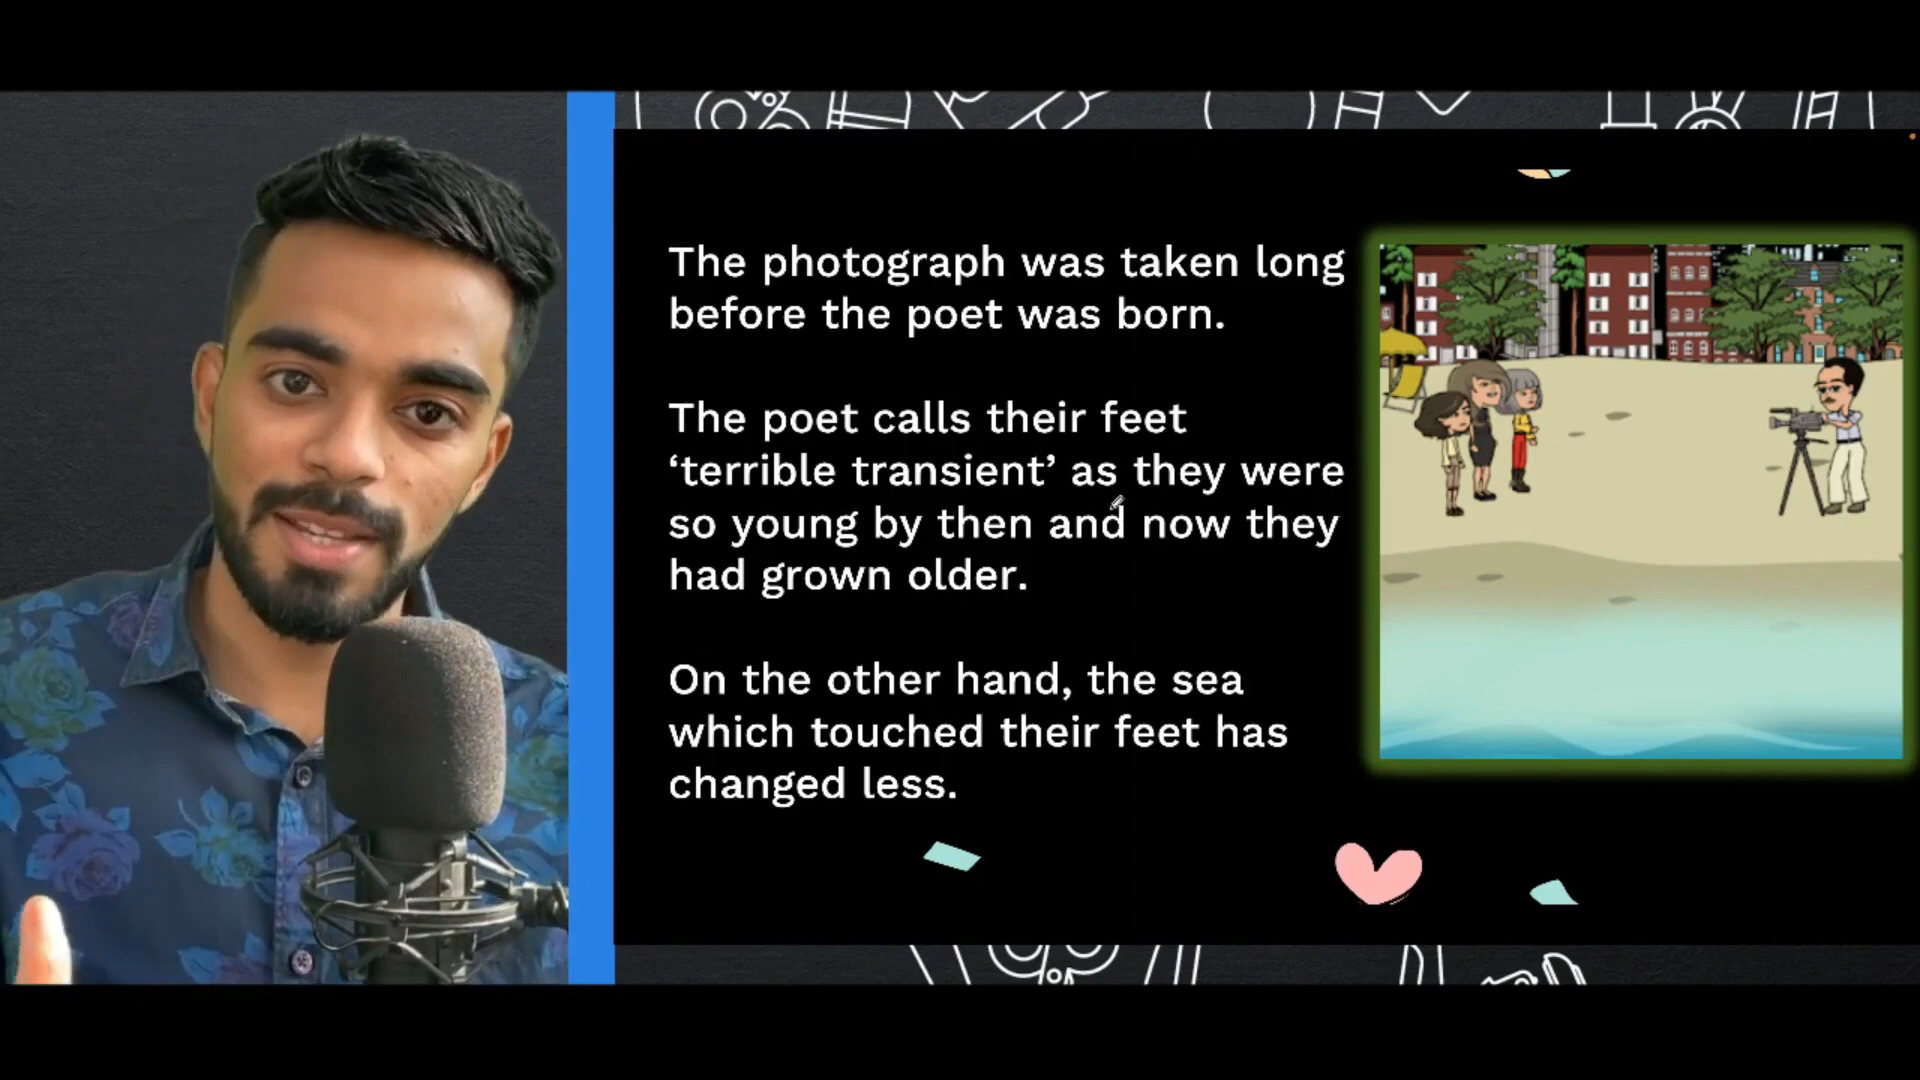 The photograph was taken long
before the poet was born.
The poet calls their feet
‘terrible transient’ as they were
so young by then and now they
had grown older.
On the other hand, the sea
which touched their feet has
changed less.